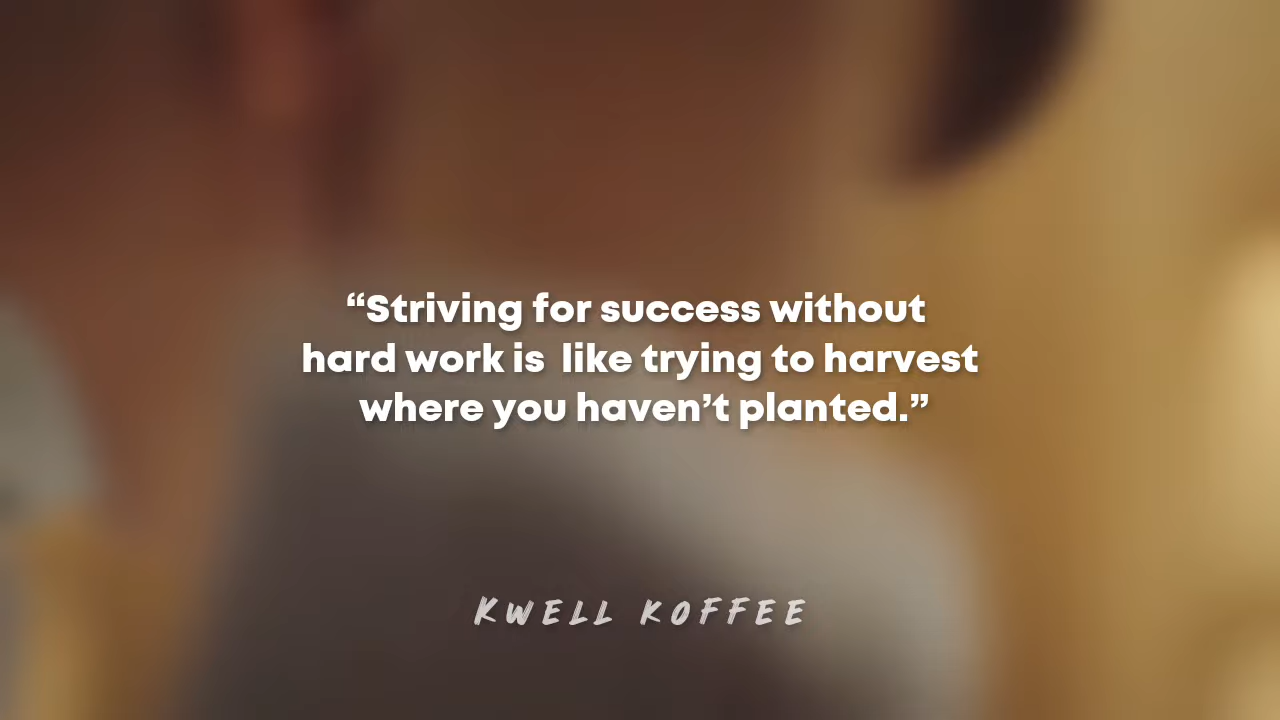 “Striving for success without
hard work is  like trying to harvest
where you haven’t planted.”
KWELL KOFFEE